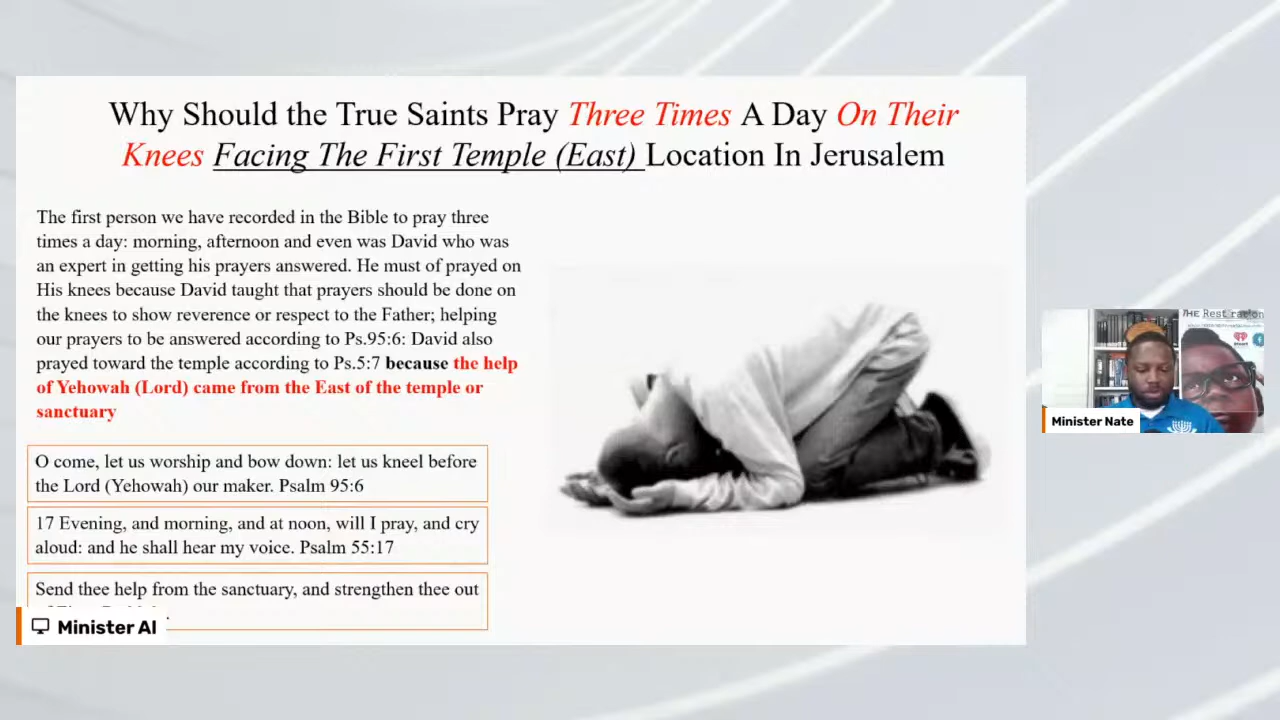 Why Should the True Saints Pray Three Times A Day On Their
Knees Facing The First Temple (East) Location In Jerusalem
The first person we have recorded in the Bible to pray three
times a day: morning, afternoon and even was David who was
an expert in getting his prayers answered. He must of prayed on
His knees because David taught that prayers should be done on
the knees to show reverence or respect to the Father; helping
our prayers to be answered according to Ps.95:6: David also
prayed toward the temple according to Ps.5:7 because the help
of Yehowah (Lord) came from the East of the temple or
sanctuary
O come, let us worship and bow down: let us kneel before
the Lord (Yehowah) our maker. Psalm 95:6
17 Evening, and morning, and at noon, will I pray, and cry
aloud: and he shall hear my voice. Psalm 55:17
Send thee help from the sanctuary, and strengthen thee out
Minister AI
THE
Minister Nate